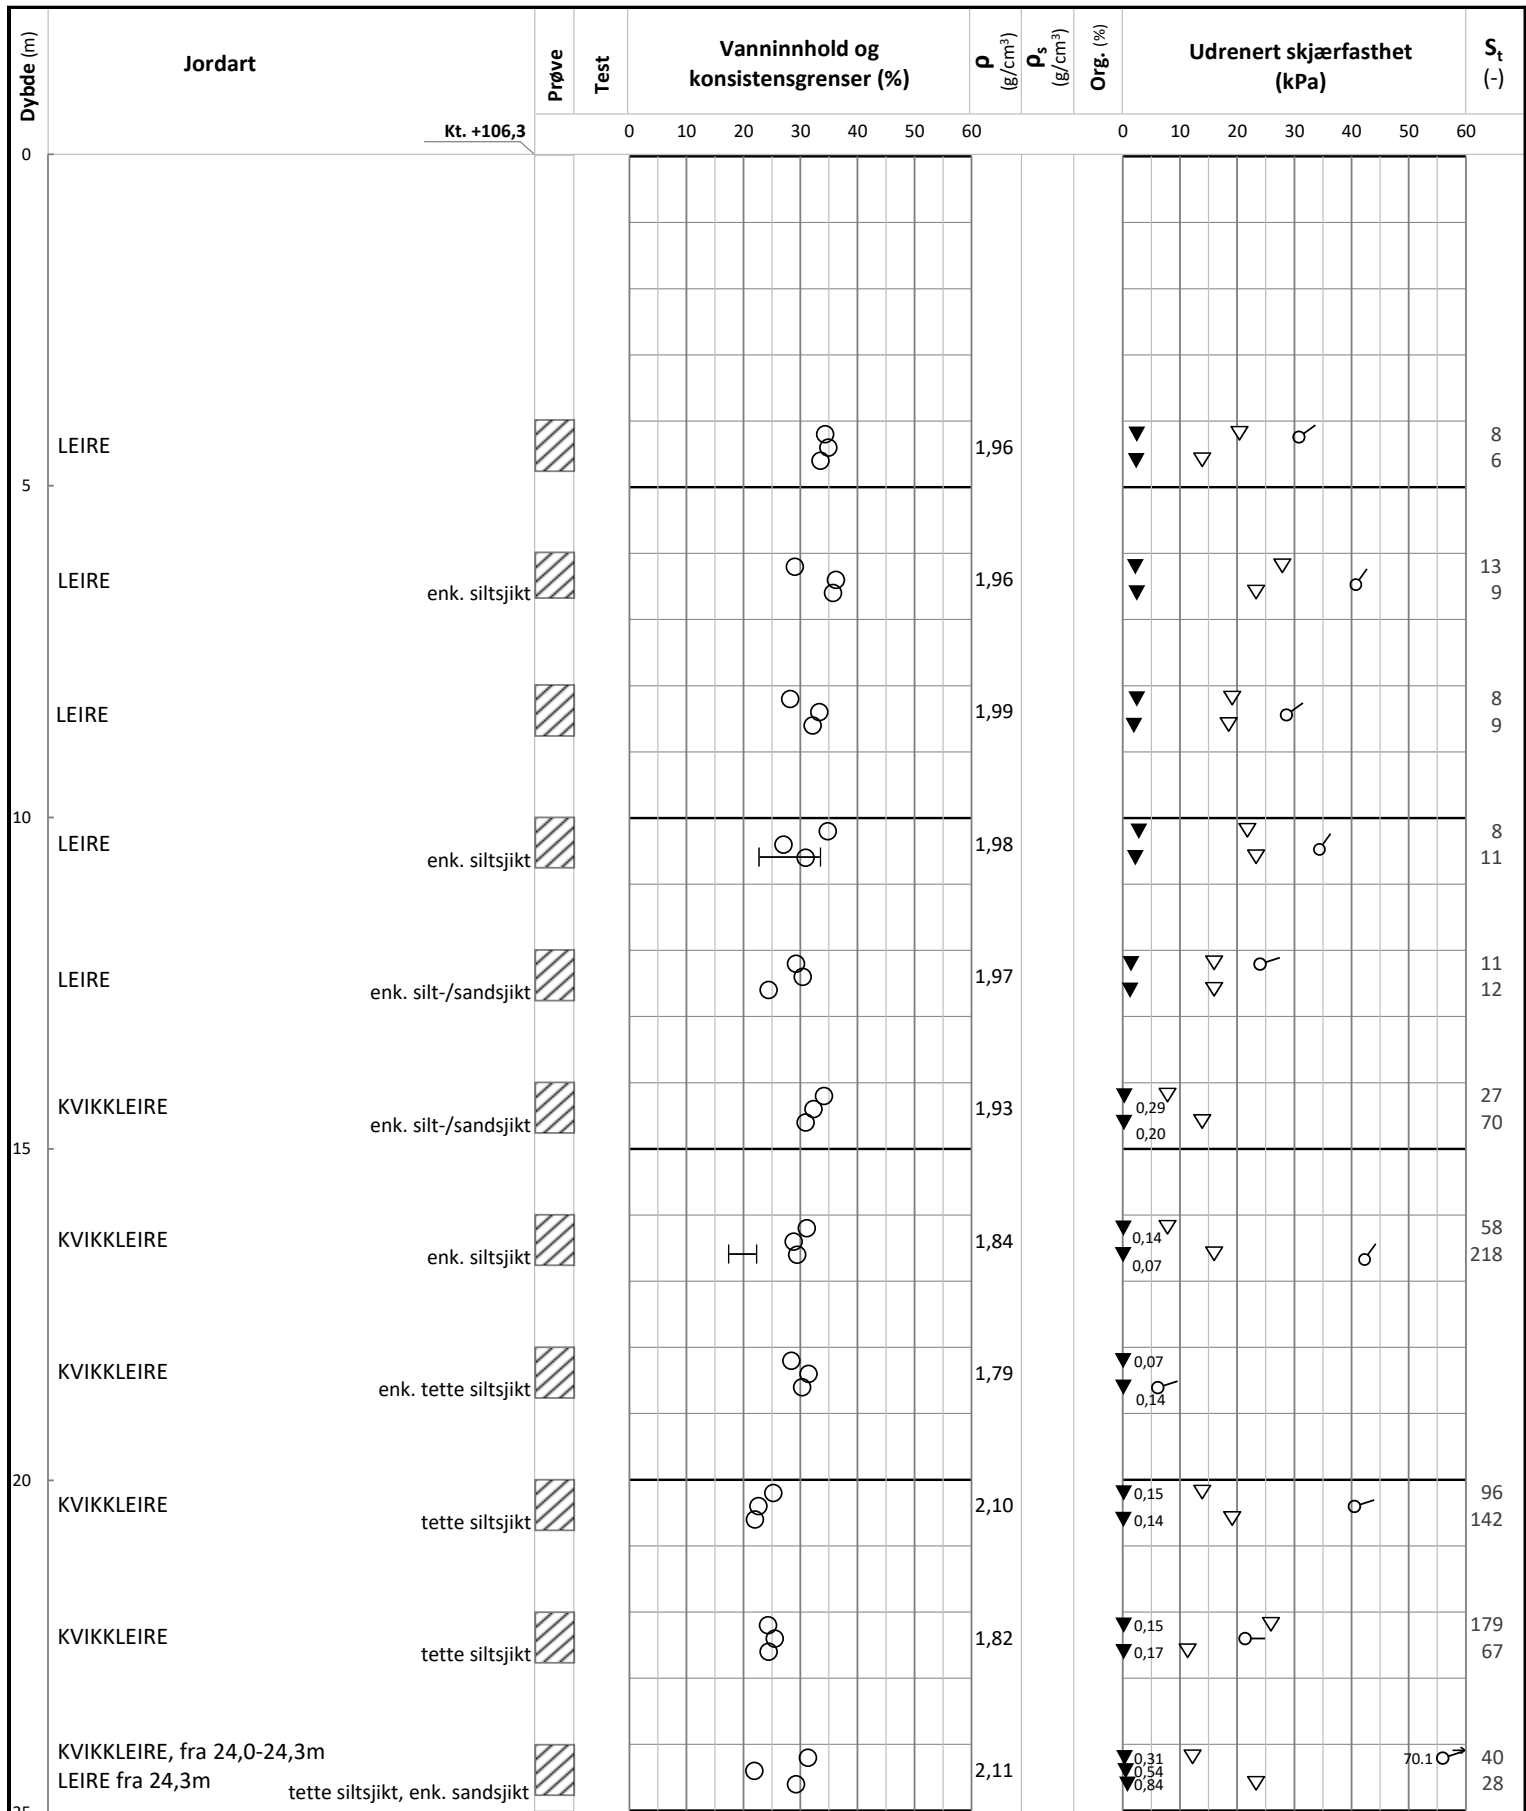 Dybde (m)
Jordart
Prøve
Test
Vanninnhold og
konsistensgrenser (%)
ρ
(g/cm³)
ρs
(g/cm³)
Org. (%)
Udrenert skjærfasthet
(kPa)
St
(-)
Kt. +106,3
0 10 20 30 40 50 60
0 10 20 30 40 50 60
0
LEIRE
1,96
8
6
5
LEIRE
enk. siltsjikt
1,96
13
9
LEIRE
1,99
8
9
10
LEIRE
enk. siltsjikt
1,98
8
11
LEIRE
enk. silt-/sandsjikt
1,97
11
12
KVIKKLEIRE
enk. silt-/sandsjikt
1,93
0,29
0,20
27
70
15
KVIKKLEIRE
enk. siltsjikt
1,84
0,14
0,07
58
218
KVIKKLEIRE
enk. tette siltsjikt
1,79
0,07
0,14
20
KVIKKLEIRE
tette siltsjikt
2,10
0,15
0,14
96
142
KVIKKLEIRE
tette siltsjikt
1,82
0,15
0,17
179
67
KVIKKLEIRE, fra 24,0-24,3m
LEIRE fra 24,3m
tette siltsjikt, enk. sandsjikt
2,11
0,31
0,54
0,84
70.1
40
28
25